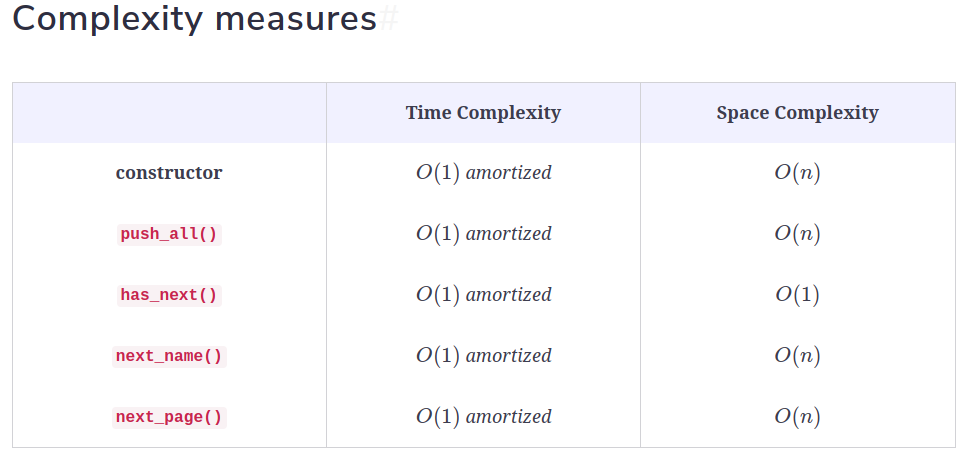 Complexity measures#
Time Complexity Space Complexity
constructor O(1) amortized O(n)
push_all() O(1) amortized O(n)
has_next() O(1) amortized O(1)
next_name() O(1) amortized O(n)
next_page() O(1) amortized O(n)